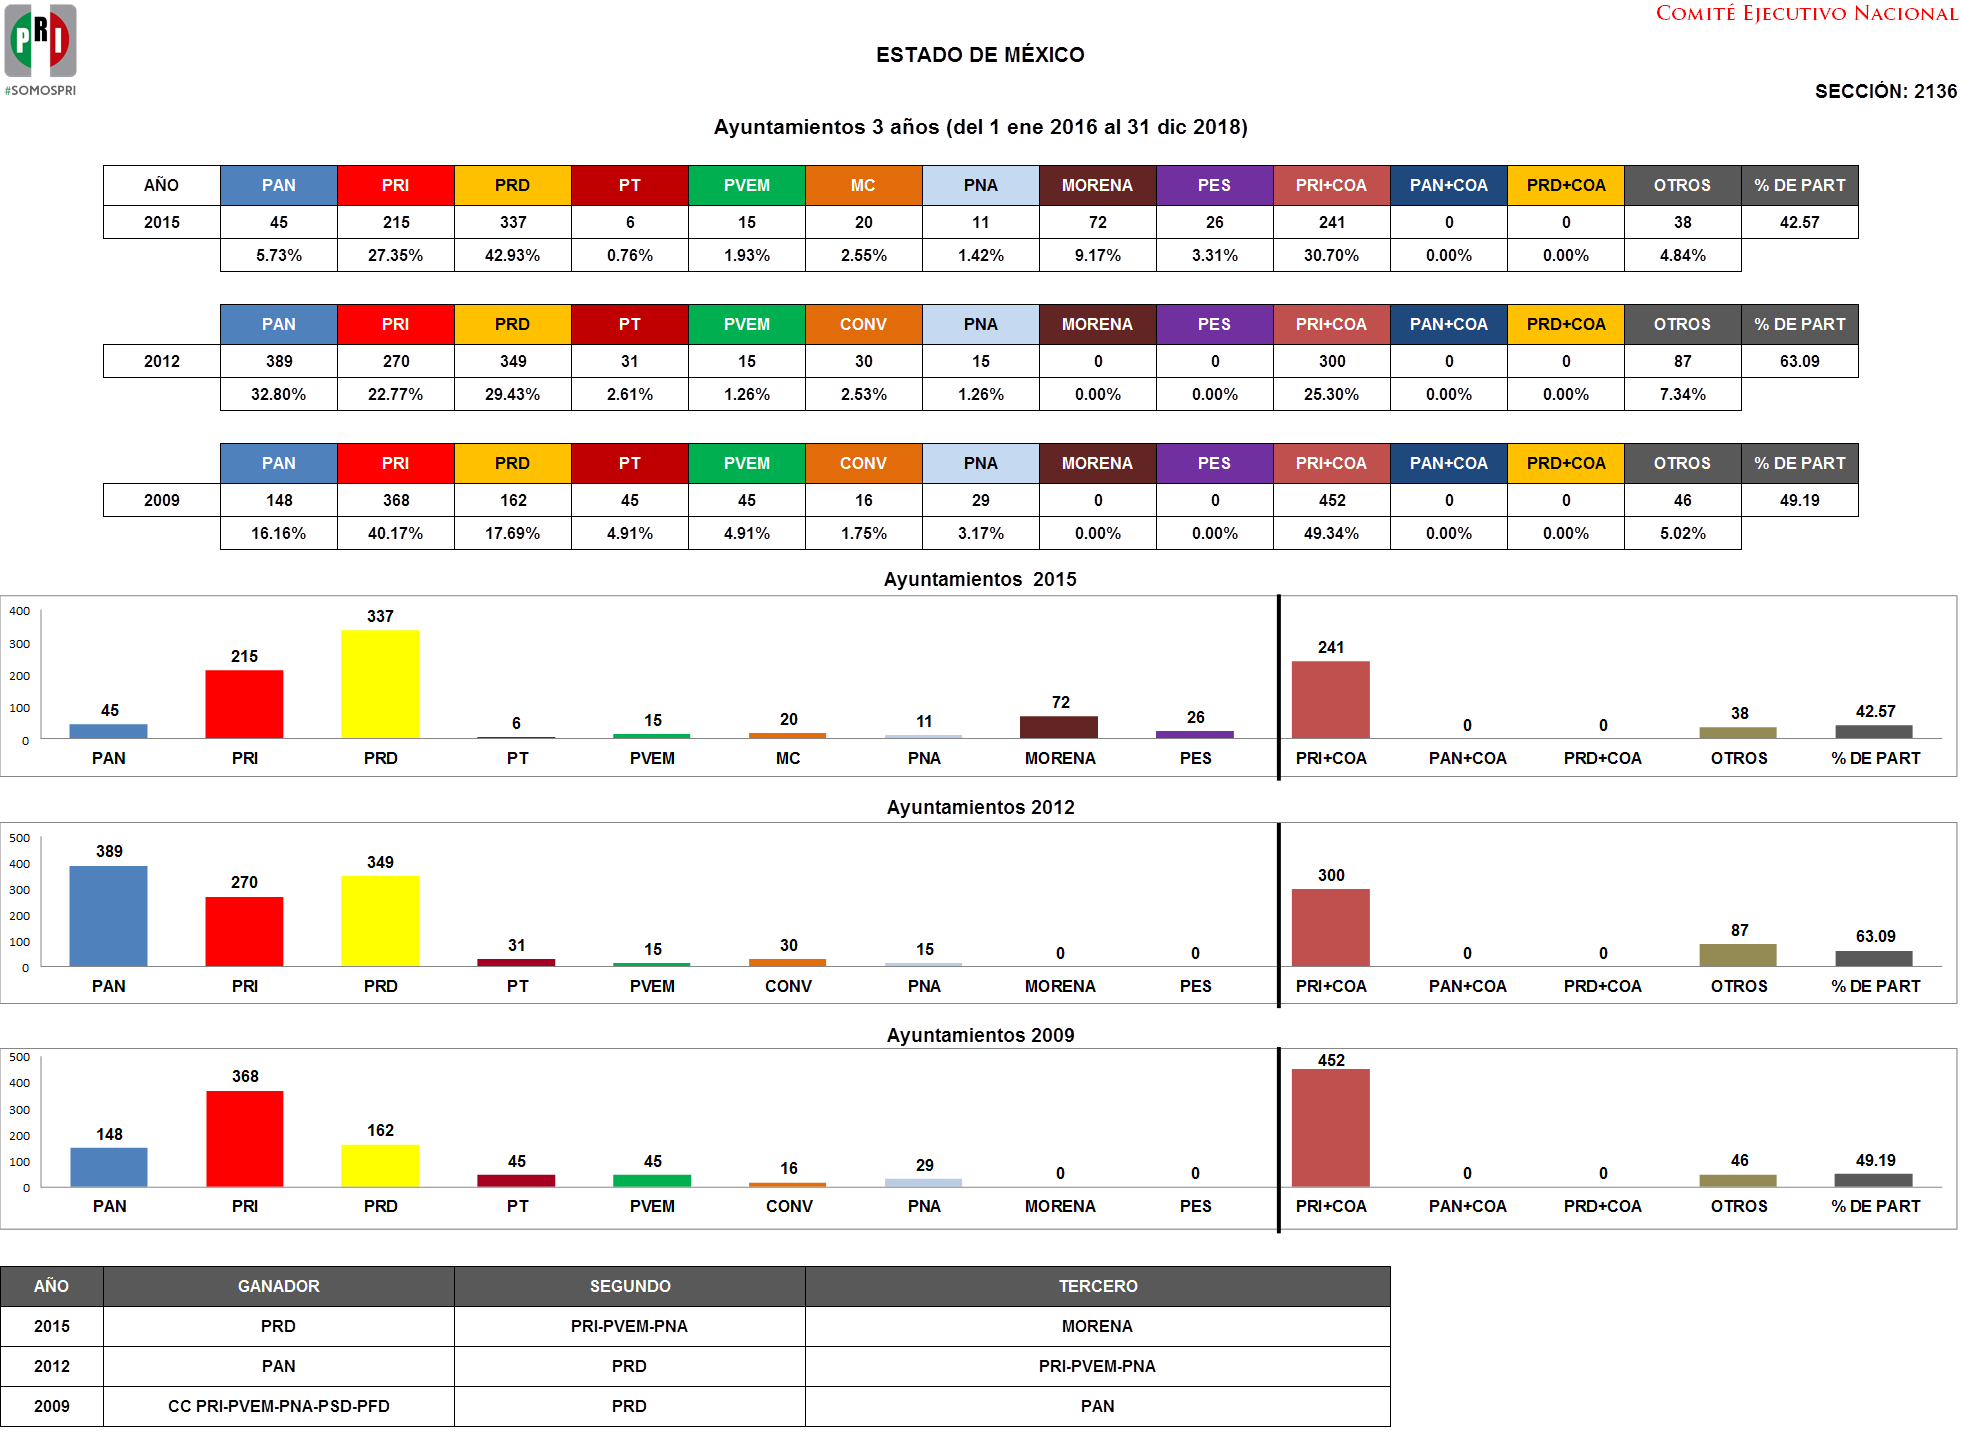 PRI
#SOMOSPRI
COMITÉ EJECUTIVO NACIONAL
ESTADO DE MÉXICO
SECCIÓN: 2136
Ayuntamientos 3 años (del 1 ene 2016 al 31 dic 2018)
AÑO PAN PRI PRD PT PVEM MC PNA MORENA PES PRI+COA PAN+COA PRD+COA OTROS % DE PART
2015 45 215 337 6 15 20 11 72 26 241 0 0 38 42.57
5.73% 27.35% 42.93% 0.76% 1.93% 2.55% 1.42% 9.17% 3.31% 30.70% 0.00% 0.00% 4.84%
PAN PRI PRD PT PVEM CONV PNA MORENA PES PRI+COA PAN+COA PRD+COA OTROS % DE PART
2012 389 270 349 31 15 30 15 0 0 300 0 0 87 63.09
32.80% 22.77% 29.43% 2.61% 1.26% 2.53% 1.26% 0.00% 0.00% 25.30% 0.00% 0.00% 7.34%
PAN PRI PRD PT PVEM CONV PNA MORENA PES PRI+COA PAN+COA PRD+COA OTROS % DE PART
2009 148 368 162 45 45 16 29 0 0 452 0 0 46 49.19
16.16% 40.17% 17.69% 4.91% 4.91% 1.75% 3.17% 0.00% 0.00% 49.34% 0.00% 0.00% 5.02%
Ayuntamientos 2015
400
300
200
100
0
45 215 337 6 15 20 11 72 26 241 0 0 38 42.57
PAN PRI PRD PT PVEM MC PNA MORENA PES PRI+COA PAN+COA PRD+COA OTROS % DE PART
Ayuntamientos 2012
500
400
300
200
100
0
389 270 349 31 15 30 15 0 0 300 0 0 87 63.09
PAN PRI PRD PT PVEM CONV PNA MORENA PES PRI+COA PAN+COA PRD+COA OTROS % DE PART
Ayuntamientos 2009
500
400
300
200
100
0
148 368 162 45 45 16 29 0 0 452 0 0 46 49.19
PAN PRI PRD PT PVEM CONV PNA MORENA PES PRI+COA PAN+COA PRD+COA OTROS % DE PART
AÑO GANADOR SEGUNDO TERCERO
2015 PRD PRI-PVEM-PNA MORENA
2012 PAN PRD PRI-PVEM-PNA
2009 CC PRI-PVEM-PNA-PSD-PFD PRD PAN